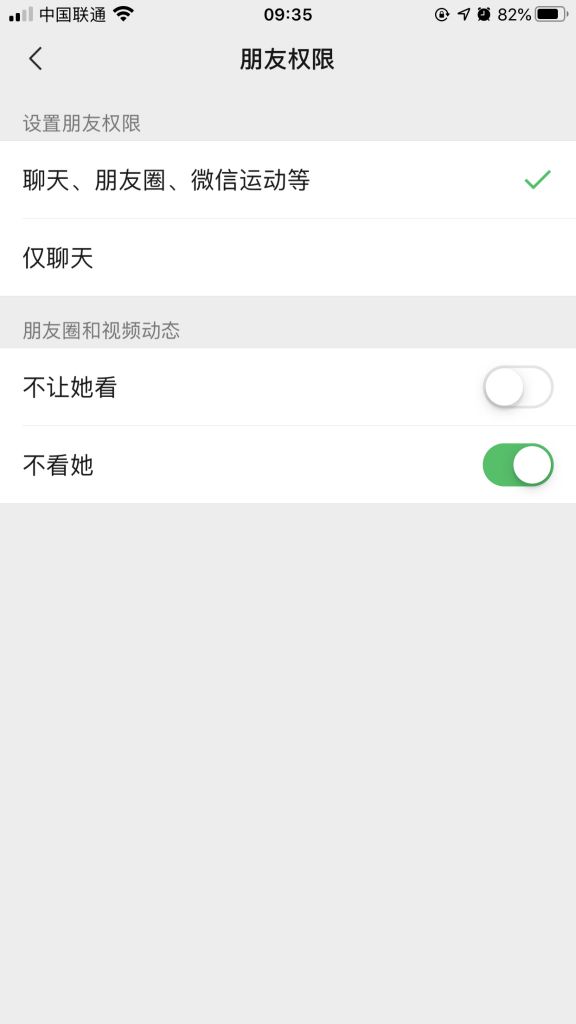 中国联通 09:35 82%
朋友权限
设置朋友权限
聊天、朋友圈、微信运动等
仅聊天
朋友圈和视频动态
不让她看
不看她